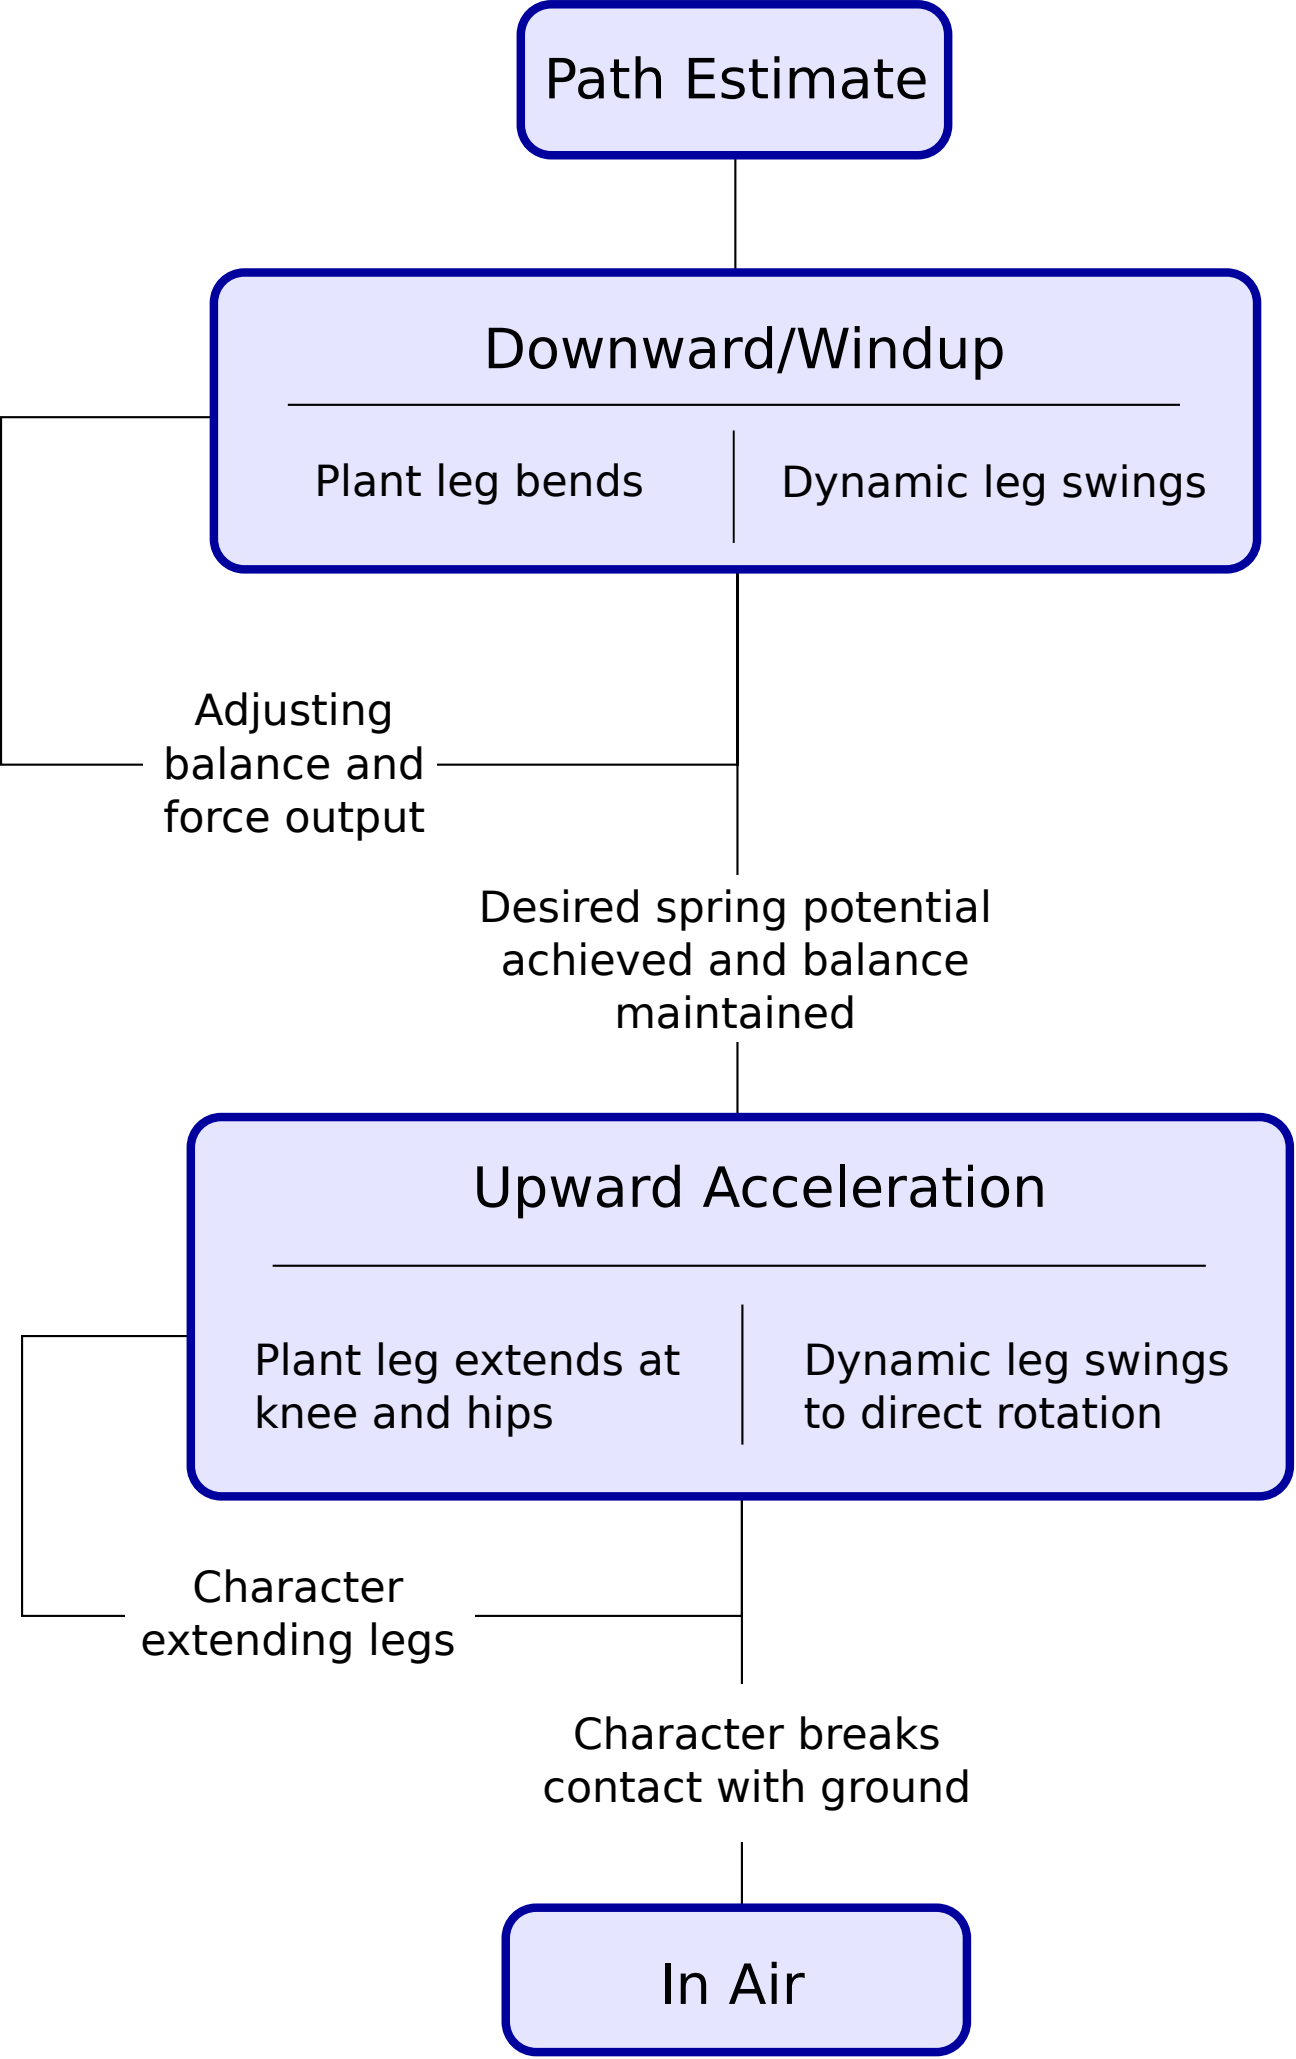 Path Estimate
Downward/Windup
Plant leg bends
Dynamic leg swings
Adjusting
balance and
force output
Desired spring potential
achieved and balance
maintained
Upward Acceleration
Plant leg extends at
knee and hips
Dynamic leg swings
to direct rotation
Character
extending legs
Character breaks
contact with ground
In Air